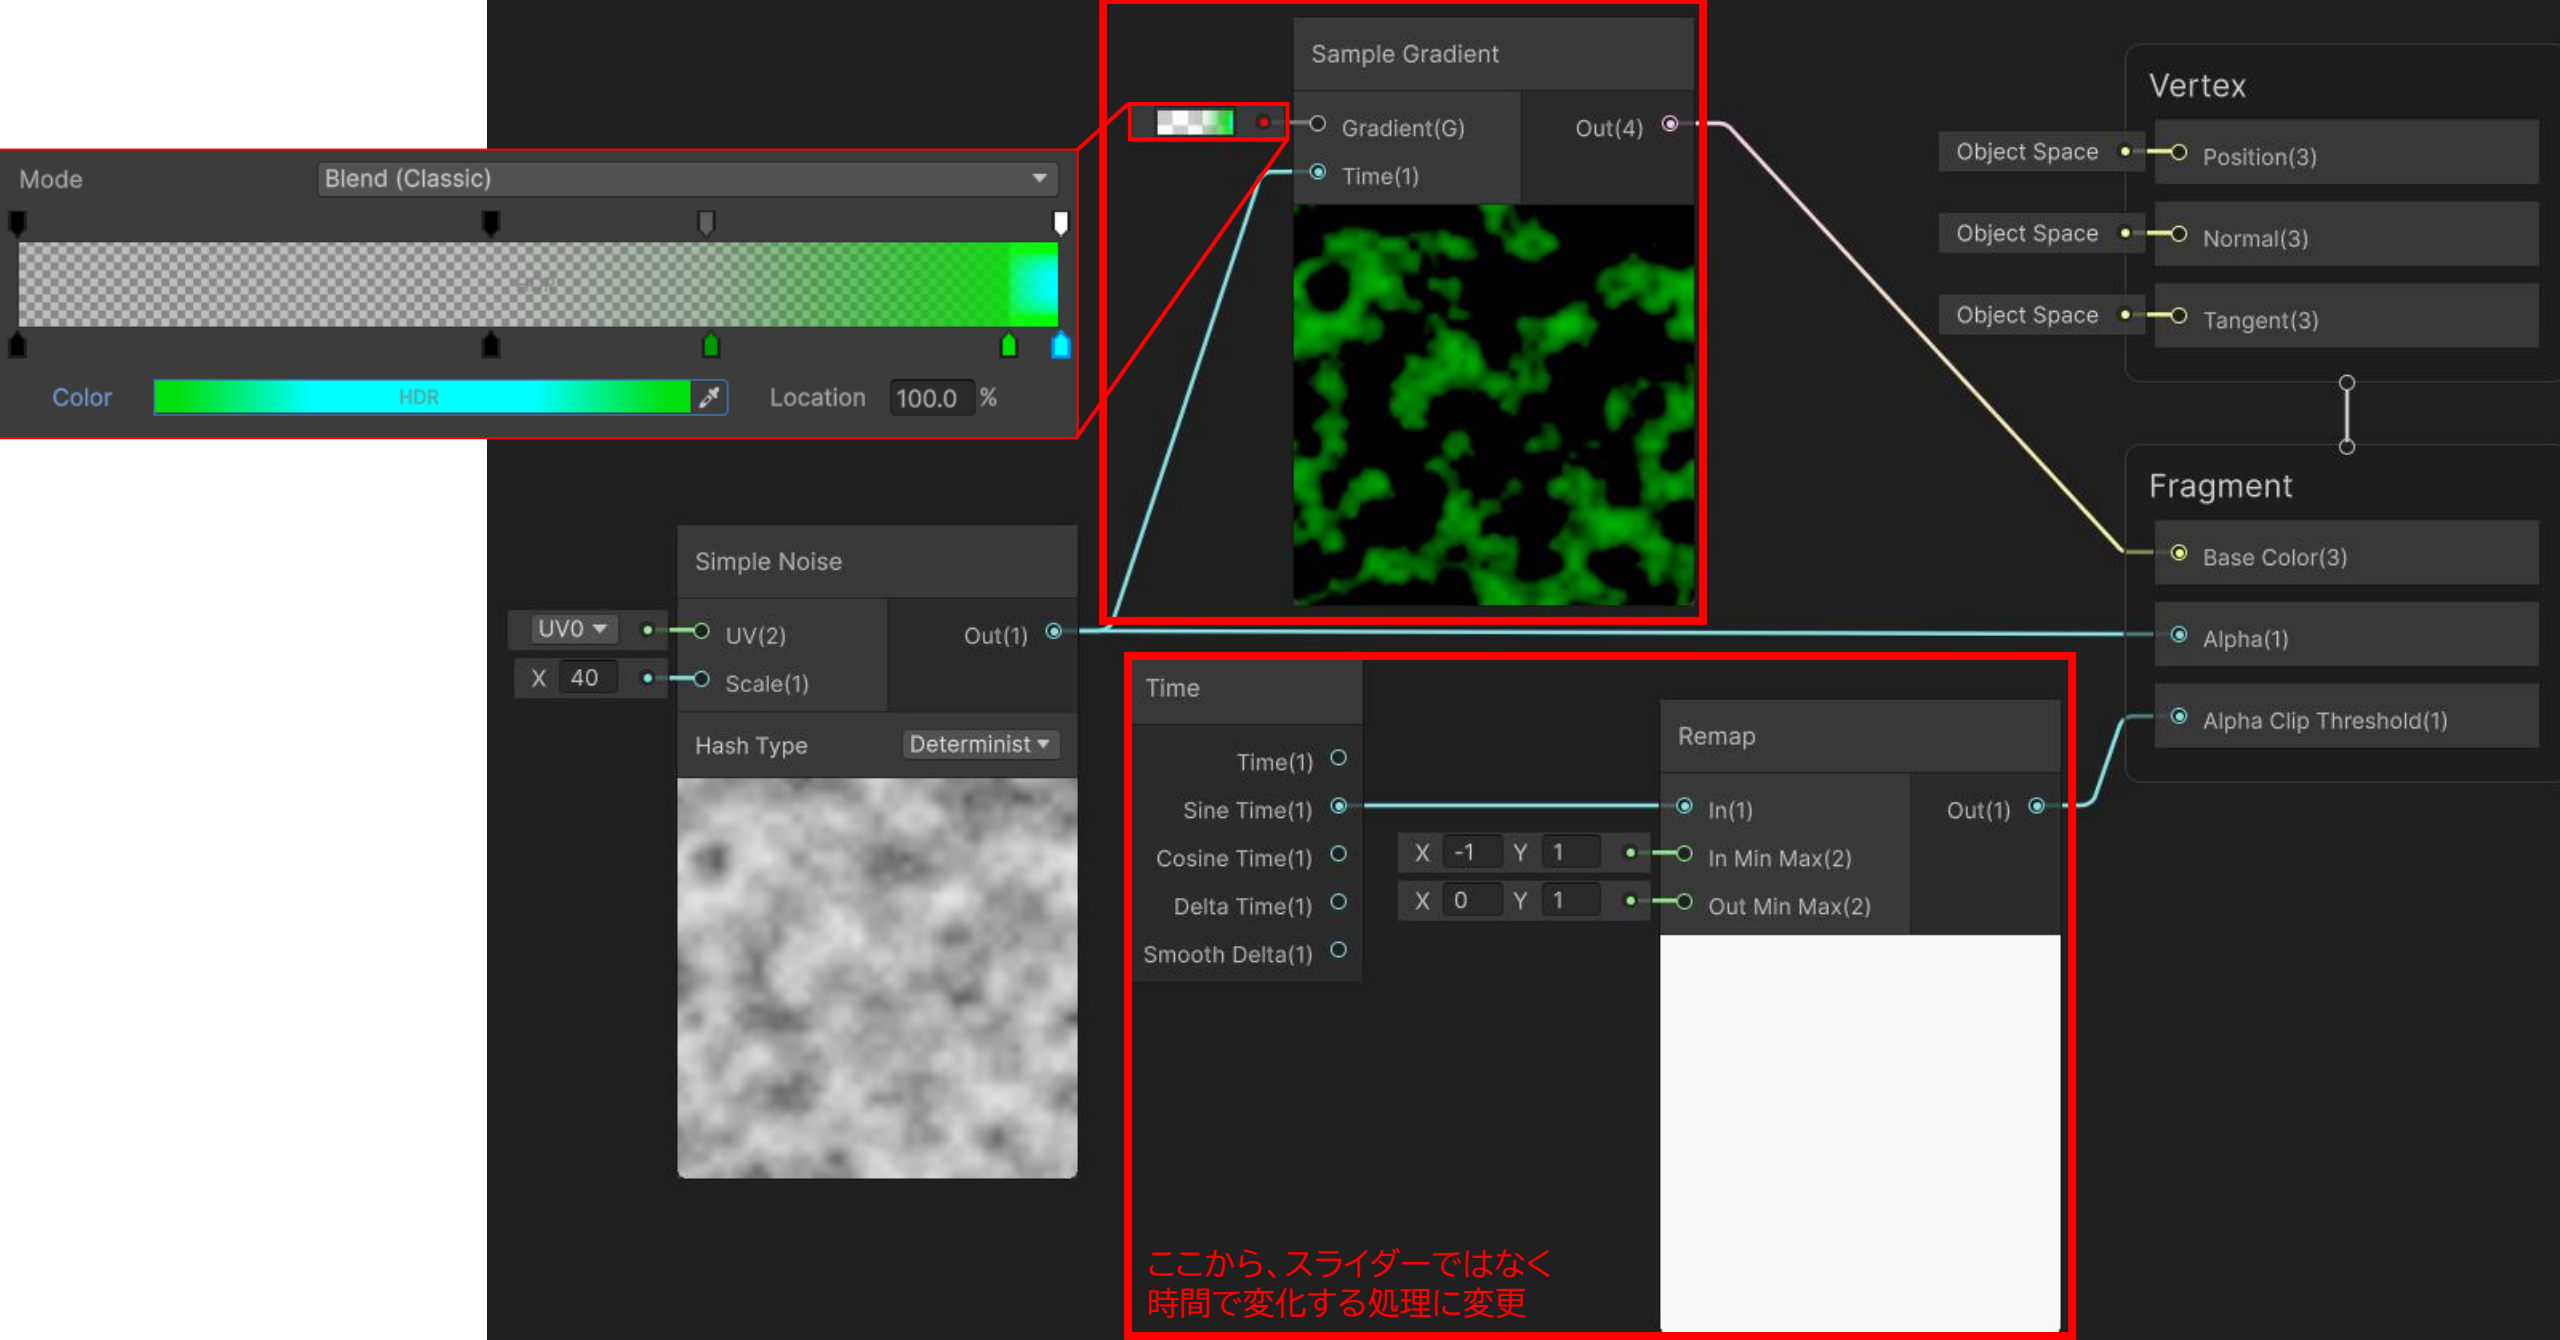 Mode
Blend (Classic)
HDR
Color
HDR
Location
100.0
%
Sample Gradient
Gradient(G)
Time(1)
Out(4)
Simple Noise
UV0
X 40
UV(2)
Scale(1)
Out(1)
Hash Type
Determinist
Time
Time(1)
Sine Time(1)
Cosine Time(1)
Delta Time(1)
Smooth Delta(1)
X -1 Y 1
X 0 Y 1
Remap
In(1)
In Min Max(2)
Out Min Max(2)
Out(1)
ここから、スライダーではなく
時間で変化する処理に変更
Vertex
Object Space
Position(3)
Object Space
Normal(3)
Object Space
Tangent(3)
Fragment
Base Color(3)
Alpha(1)
Alpha Clip Threshold(1)